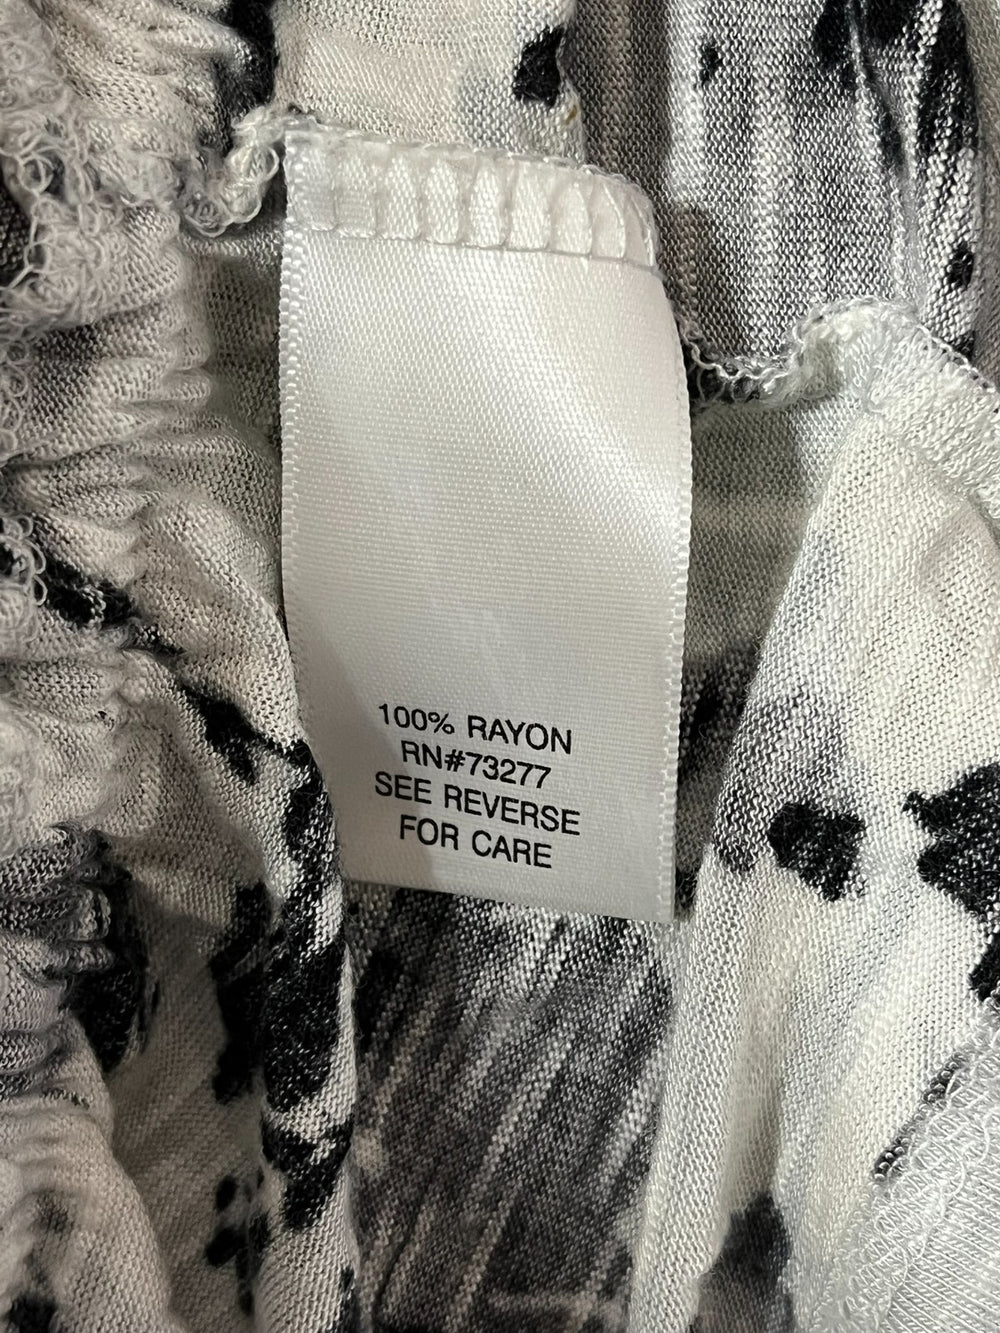 100% RAYON
RN#73277
SEE REVERSE
FOR CARE